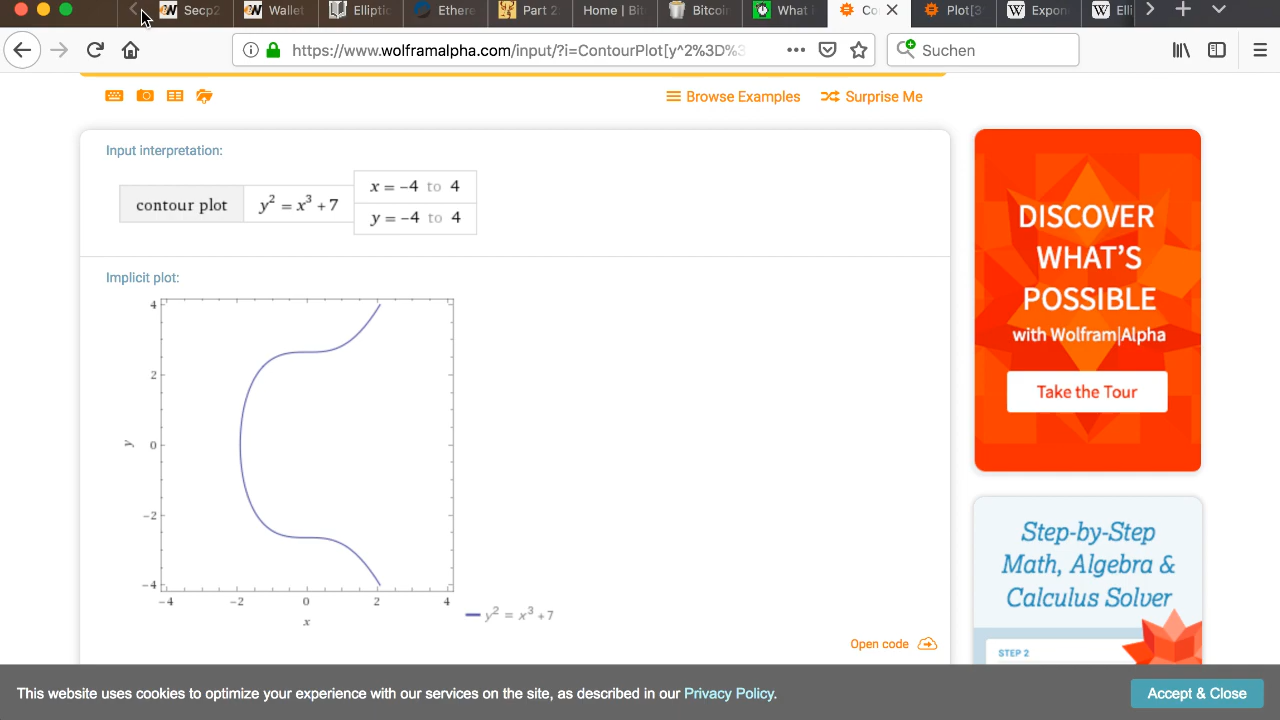 Secp2 Wallet Elliptic Ethere Part 2 Home | Bit Bitcoin What i Co Plot[3 W Expon W Elli
https://www.wolframalpha.com/input/?i=ContourPlot[y^2%3D%3
Suchen
Browse Examples Surprise Me
Input interpretation:
contour plot y² = x³ + 7
x = −4 to 4
y = −4 to 4
Implicit plot:
4
2
0
−2
−4
y
−4 −2 0 2 4
x
y² = x³ + 7
Open code
DISCOVER
WHAT'S
POSSIBLE
with Wolfram|Alpha
Take the Tour
Step-by-Step
Math, Algebra &
Calculus Solver
STEP 2
This website uses cookies to optimize your experience with our services on the site, as described in our Privacy Policy.
Accept & Close